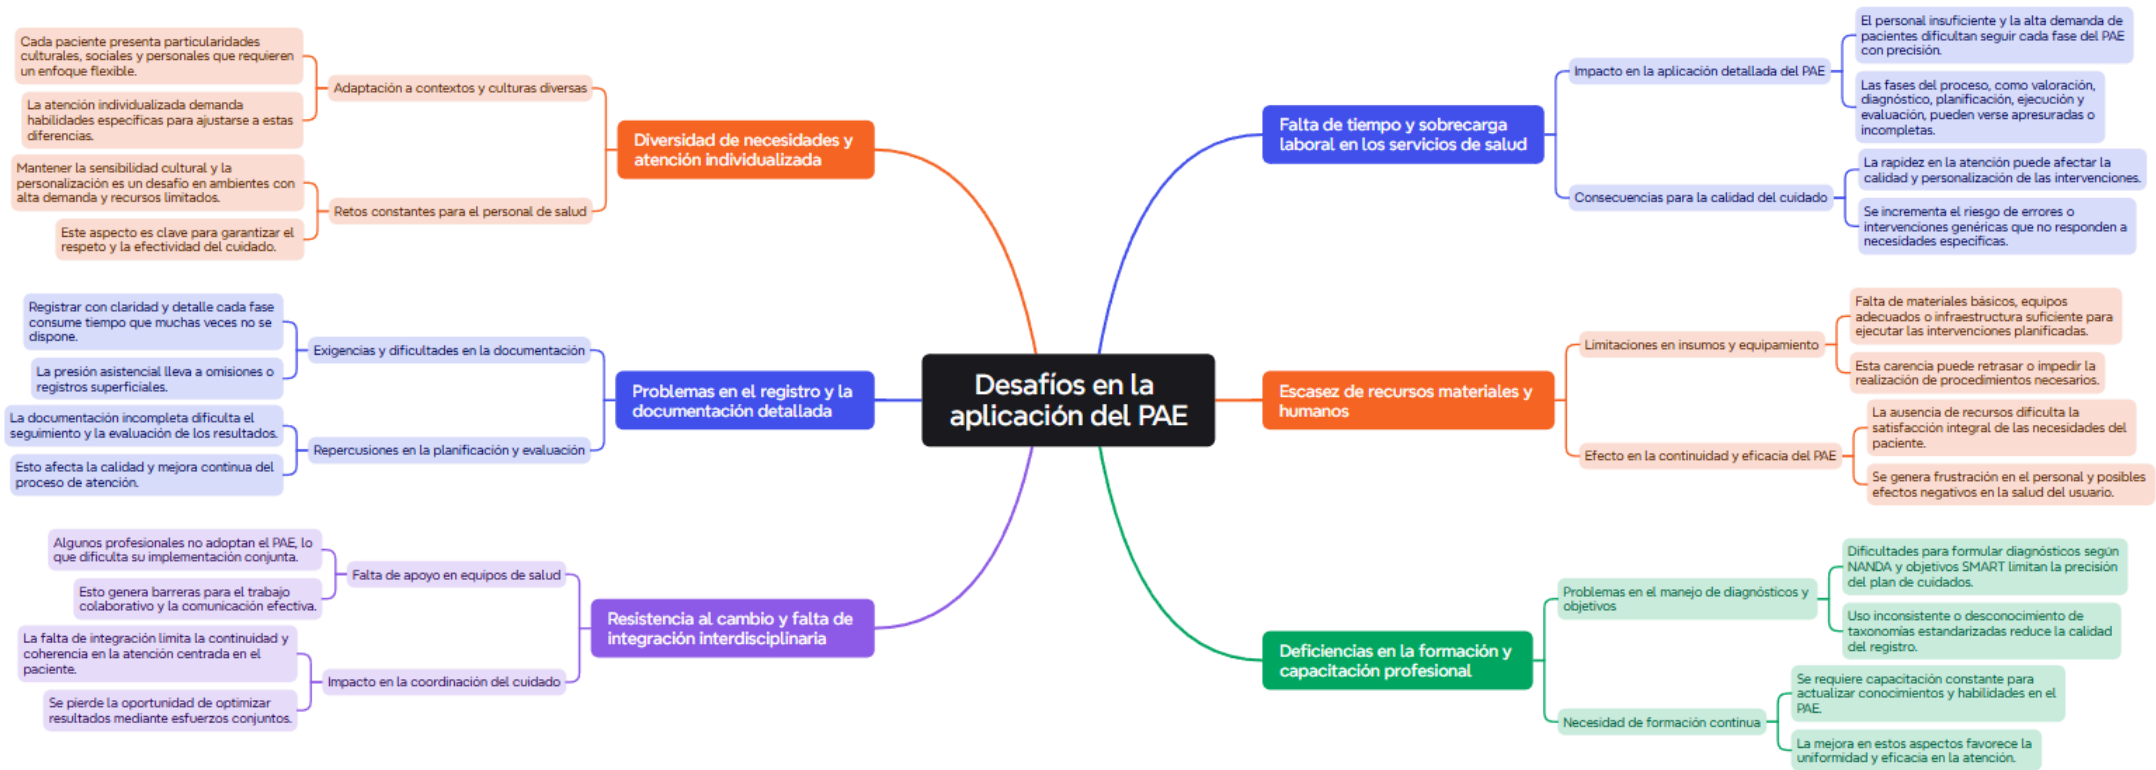 Desafíos en la
aplicación del PAE
Falta de tiempo y sobrecarga
laboral en los servicios de salud
Impacto en la aplicación detallada del PAE
El personal insuficiente y la alta demanda de
pacientes dificultan seguir cada fase del PAE
con precisión.
Las fases del proceso, como valoración,
diagnóstico, planificación, ejecución y
evaluación, pueden verse apresuradas o
incompletas.
Consecuencias para la calidad del cuidado
La rapidez en la atención puede afectar la
calidad y personalización de las intervenciones.
Se incrementa el riesgo de errores o
intervenciones genéricas que no responden a
necesidades específicas.
Escasez de recursos materiales y
humanos
Limitaciones en insumos y equipamiento
Falta de materiales básicos, equipos
adecuados o infraestructura suficiente para
ejecutar las intervenciones planificadas.
Esta carencia puede retrasar o impedir la
realización de procedimientos necesarios.
Efecto en la continuidad y eficacia del PAE
La ausencia de recursos dificulta la
satisfacción integral de las necesidades del
paciente.
Se genera frustración en el personal y posibles
efectos negativos en la salud del usuario.
Deficiencias en la formación y
capacitación profesional
Problemas en el manejo de diagnósticos y
objetivos
Dificultades para formular diagnósticos según
NANDA y objetivos SMART limitan la precisión
del plan de cuidados.
Uso inconsistente o desconocimiento de
taxonomías estandarizadas reduce la calidad
del registro.
Necesidad de formación continua
Se requiere capacitación constante para
actualizar conocimientos y habilidades en el
PAE.
La mejora en estos aspectos favorece la
uniformidad y eficacia en la atención.
Diversidad de necesidades y
atención individualizada
Adaptación a contextos y culturas diversas
Cada paciente presenta particularidades
culturales, sociales y personales que requieren
un enfoque flexible.
La atención individualizada demanda
habilidades específicas para ajustarse a estas
diferencias.
Retos constantes para el personal de salud
Mantener la sensibilidad cultural y la
personalización es un desafío en ambientes con
alta demanda y recursos limitados.
Este aspecto es clave para garantizar el
respeto y la efectividad del cuidado.
Problemas en el registro y la
documentación detallada
Exigencias y dificultades en la documentación
Registrar con claridad y detalle cada fase
consume tiempo que muchas veces no se
dispone.
La presión asistencial lleva a omisiones o
registros superficiales.
Repercusiones en la planificación y evaluación
La documentación incompleta dificulta el
seguimiento y la evaluación de los resultados.
Esto afecta la calidad y mejora continua del
proceso de atención.
Resistencia al cambio y falta de
integración interdisciplinaria
Falta de apoyo en equipos de salud
Algunos profesionales no adoptan el PAE, lo
que dificulta su implementación conjunta.
Esto genera barreras para el trabajo
colaborativo y la comunicación efectiva.
Impacto en la coordinación del cuidado
La falta de integración limita la continuidad y
coherencia en la atención centrada en el
paciente.
Se pierde la oportunidad de optimizar
resultados mediante esfuerzos conjuntos.